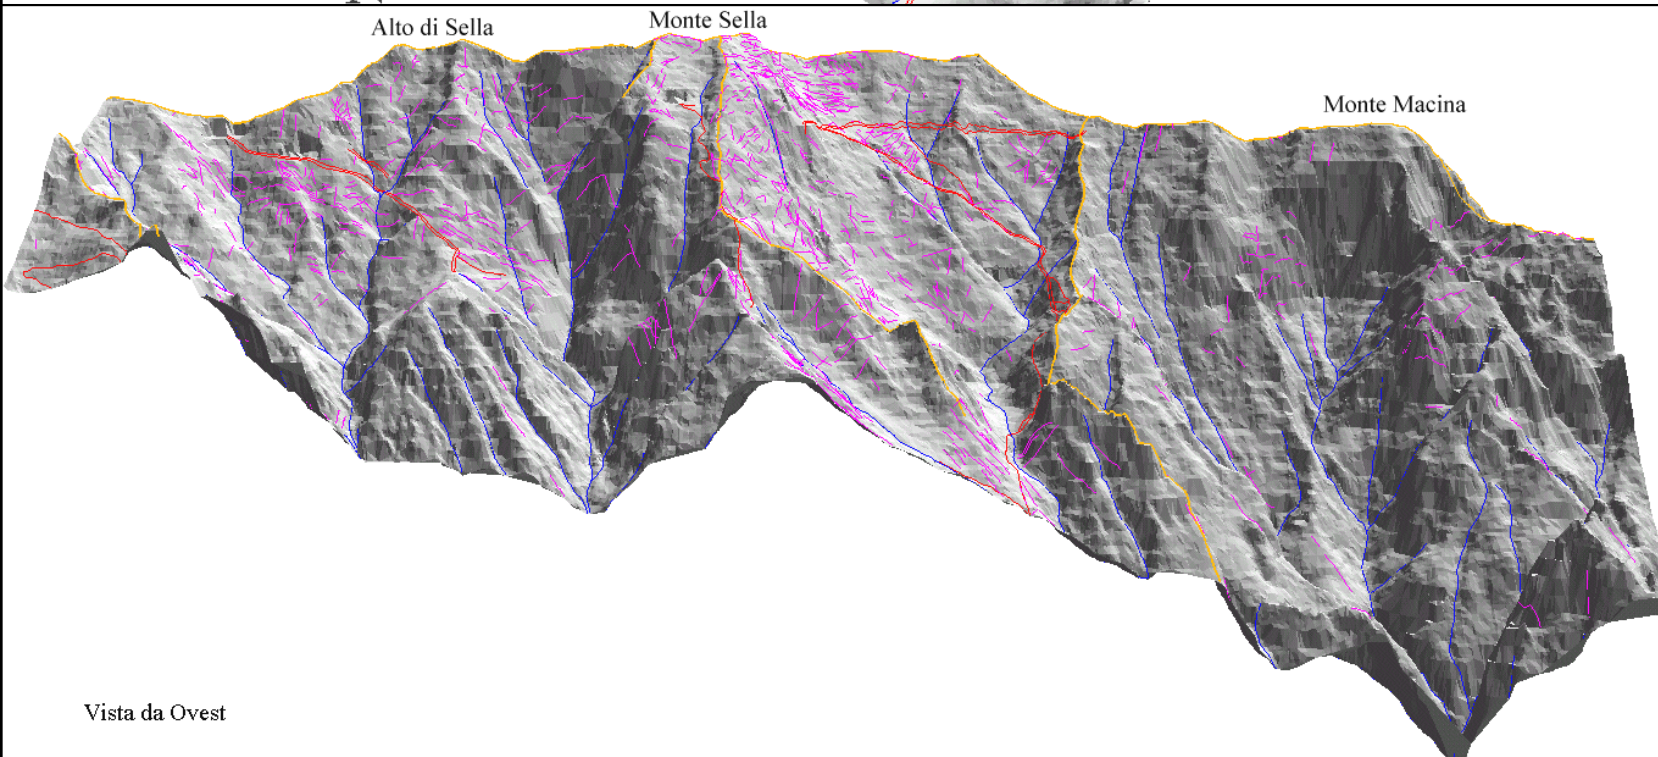 Alto di Sella
Monte Sella
Monte Macina
Vista da Ovest